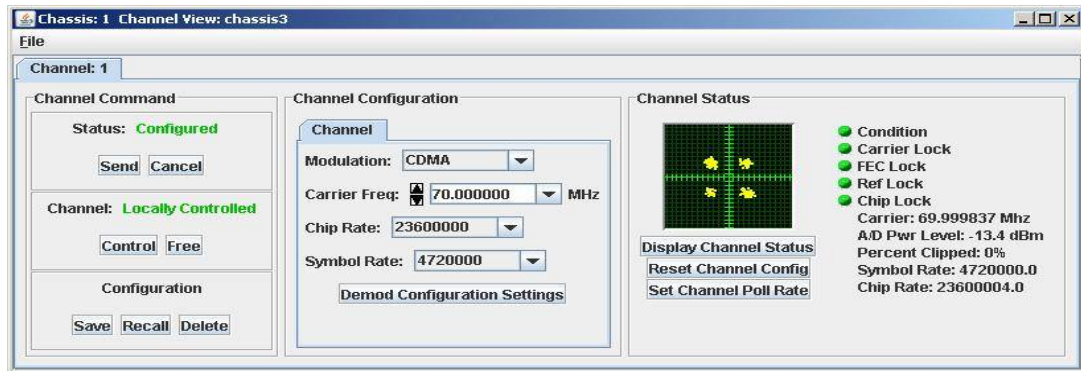 Chassis: 1 Channel View: chassis3
File
Channel: 1
Channel Command
Status: Configured
Send Cancel
Channel: Locally Controlled
Control Free
Configuration
Save Recall Delete
Channel Configuration
Channel
Modulation: CDMA
Carrier Freq: 70.000000 MHz
Chip Rate: 23600000
Symbol Rate: 4720000
Demod Configuration Settings
Channel Status
Display Channel Status
Reset Channel Config
Set Channel Poll Rate
Condition
Carrier Lock
FEC Lock
Ref Lock
Chip Lock
Carrier: 69.999837 Mhz
A/D Pwr Level: -13.4 dBm
Percent Clipped: 0%
Symbol Rate: 4720000.0
Chip Rate: 23600004.0